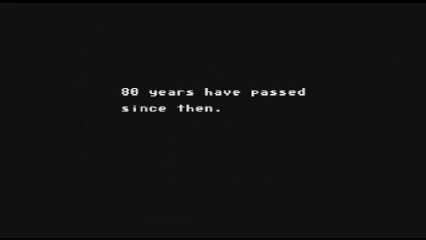 80 years have passed
since then.